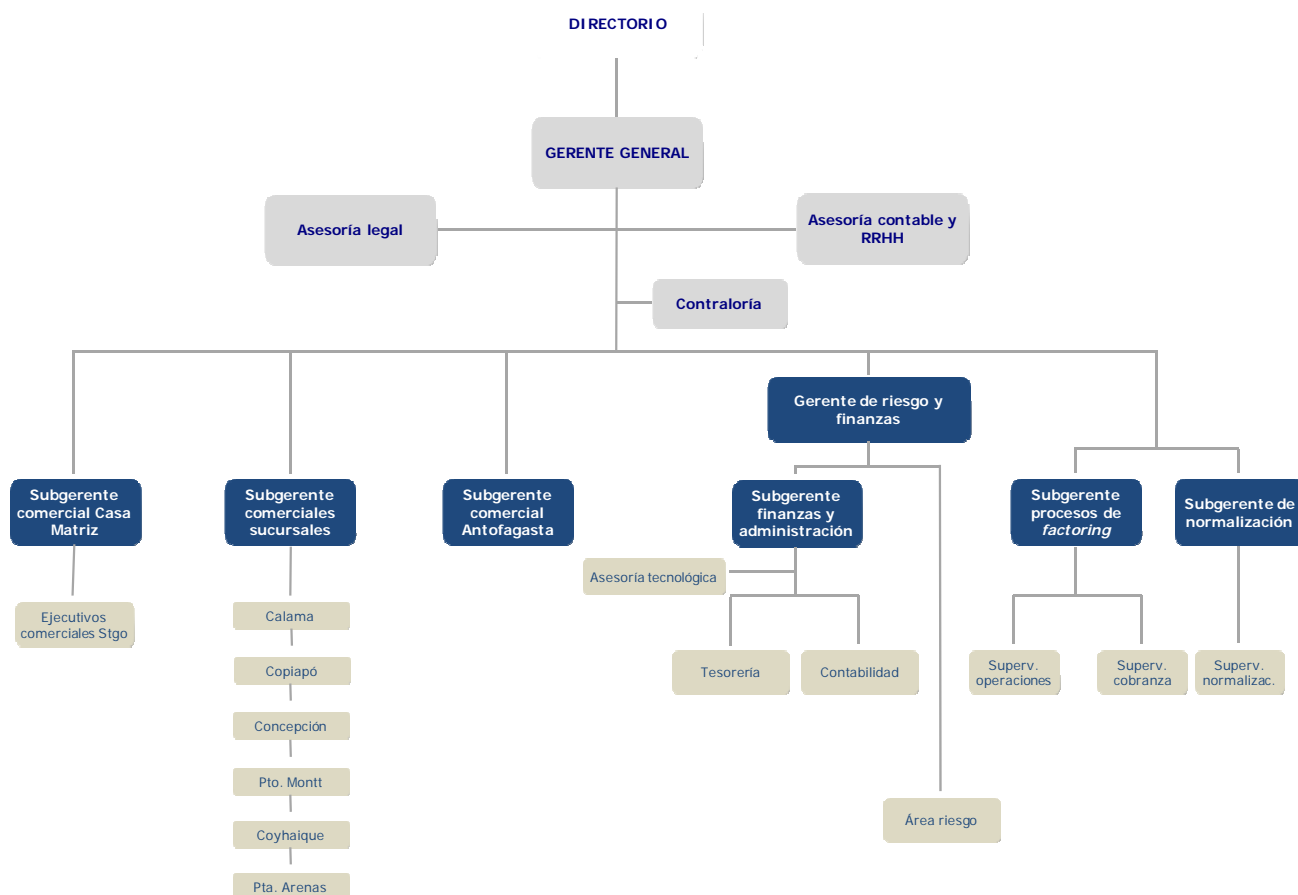 DIRECTORIO
GERENTE GENERAL
Asesoría legal
Asesoría contable y
RRHH
Contraloría
Gerente de riesgo y
finanzas
Subgerente
comercial Casa
Matriz
Subgerente
comerciales
sucursales
Subgerente
comercial
Antofagasta
Subgerente
finanzas y
administración
Subgerente
procesos de
factoring
Subgerente de
normalización
Asesoría tecnológica
Ejecutivos
comerciales Stgo
Calama
Copiapó
Concepción
Pto. Montt
Coyhaique
Pta. Arenas
Tesorería
Contabilidad
Superv.
operaciones
Superv.
cobranza
Superv.
normalizac.
Área riesgo